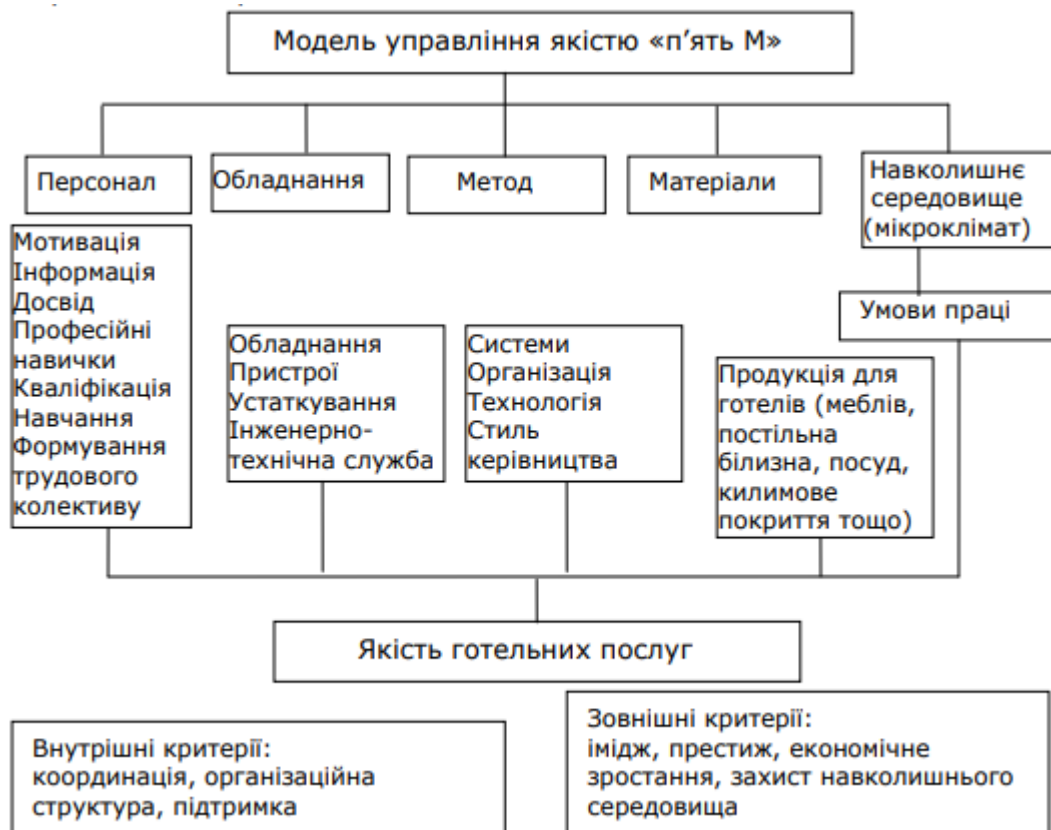 Модель управління якістю «п’ять М»
Персонал
Обладнання
Метод
Матеріали
Навколишнє
середовище
(мікроклімат)
Мотивація
Інформація
Досвід
Професійні
навички
Кваліфікація
Навчання
Формування
трудового
колективу
Обладнання
Пристрої
Устаткування
Інженерно-
технічна служба
Системи
Організація
Технологія
Стиль
керівництва
Продукція для
готелів (меблів,
постільна
білизна, посуд,
килимове
покриття тощо)
Умови праці
Якість готельних послуг
Внутрішні критерії:
координація, організаційна
структура, підтримка
Зовнішні критерії:
імідж, престиж, економічне
зростання, захист навколишнього
середовища